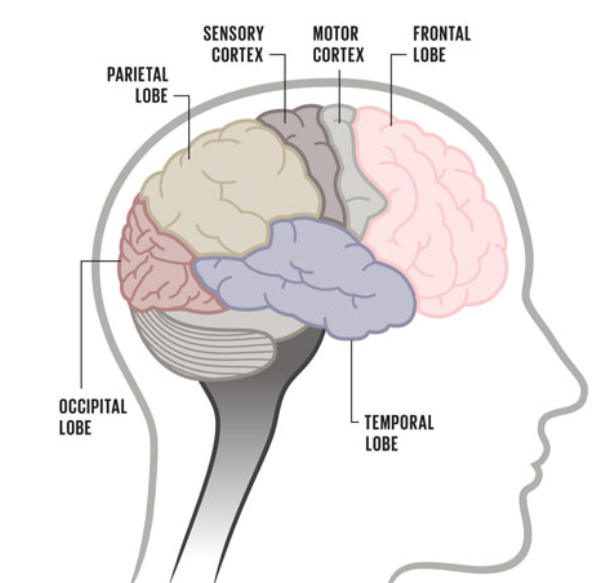 SENSORY
CORTEX
MOTOR
CORTEX
FRONTAL
LOBE
PARIETAL
LOBE
OCCIPITAL
LOBE
TEMPORAL
LOBE